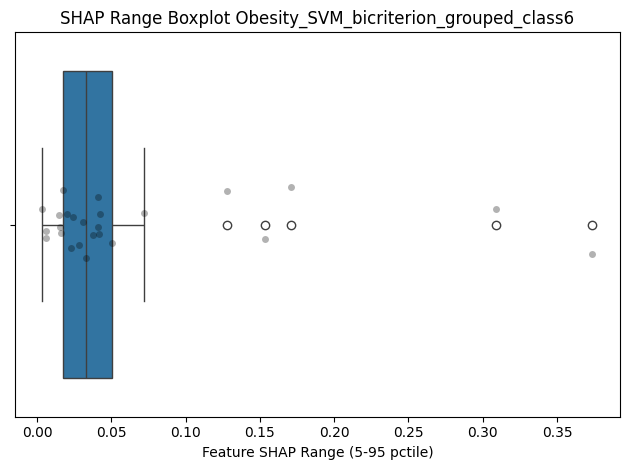 SHAP Range Boxplot Obesity_SVM_bicriterion_grouped_class6
0.00 0.05 0.10 0.15 0.20 0.25 0.30 0.35
Feature SHAP Range (5-95 pctile)